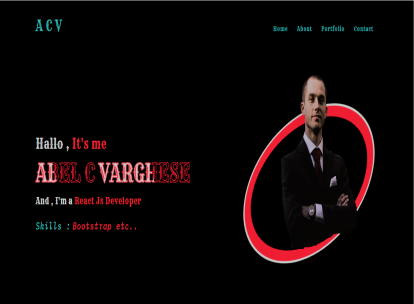 A C V
Home About Portfolio Contact
Hallo , It's me
ABEL C VARGHESE
And , I'm a React Js Developer
Skills : Bootstrap etc..